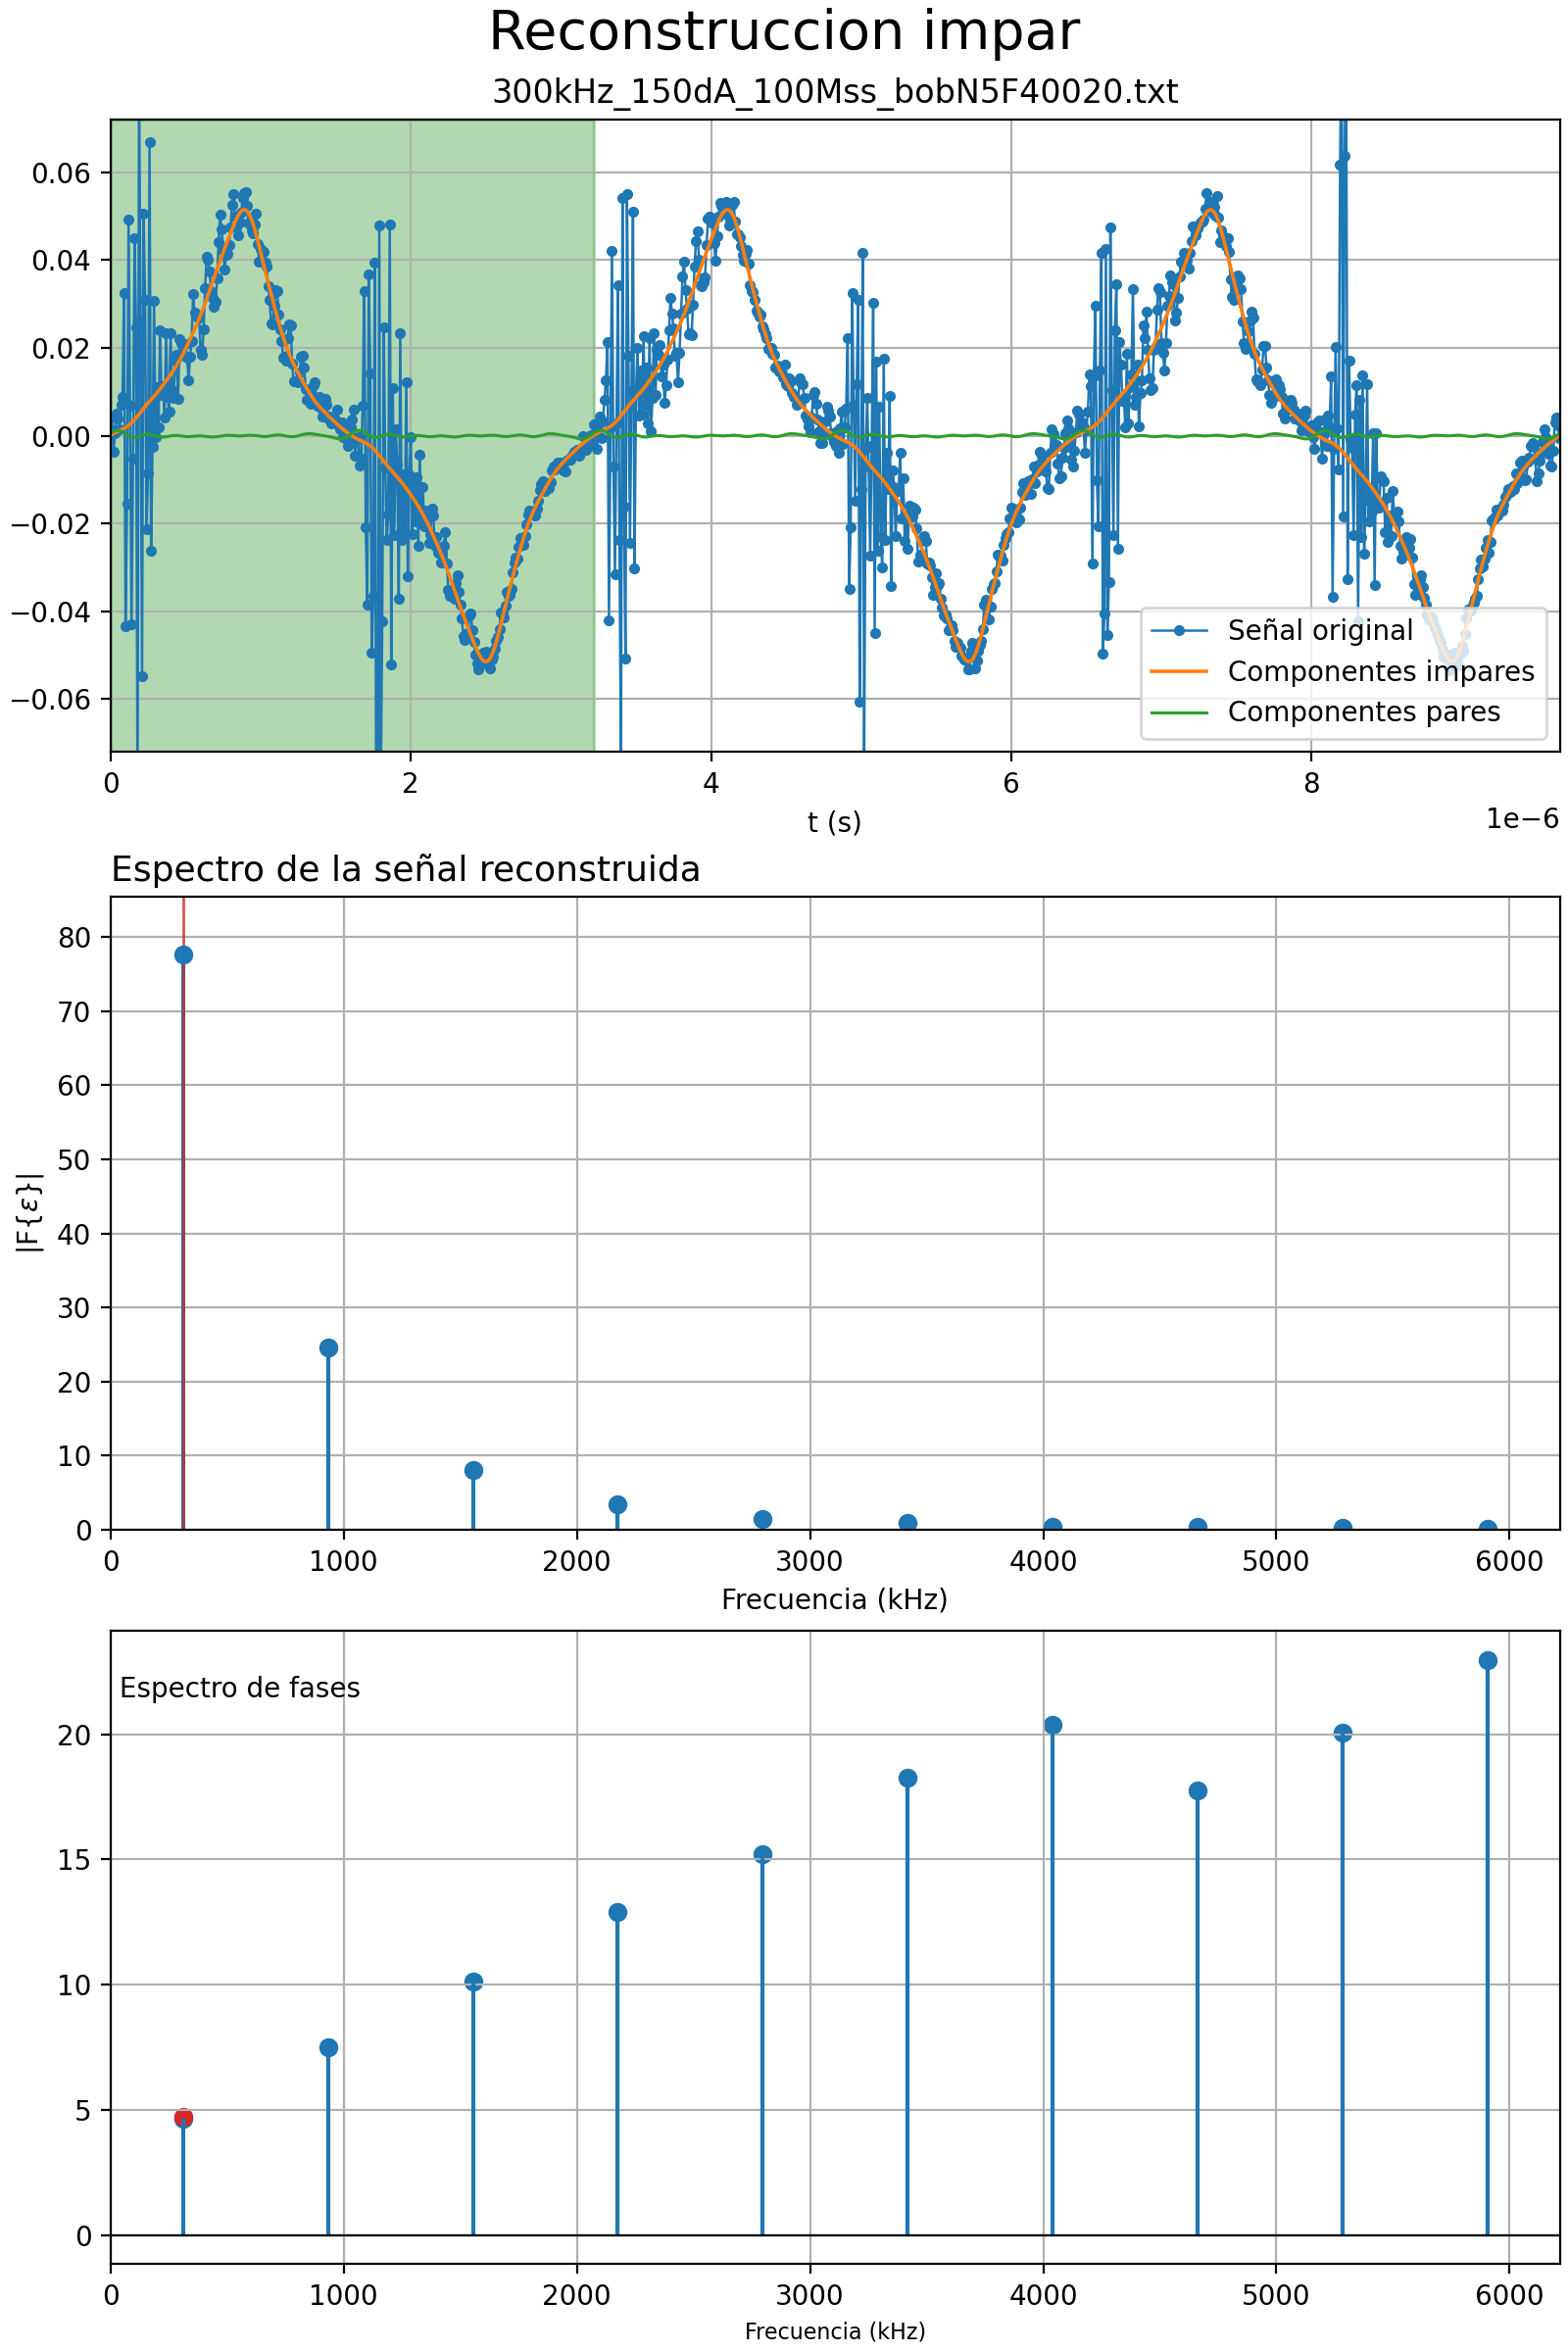 Reconstruccion impar
300kHz_150dA_100Mss_bobN5F40020.txt
0.06
0.04
0.02
0.00
−0.02
−0.04
−0.06
Señal original
Componentes impares
Componentes pares
0 2 4 6 8
t (s)
1e−6
Espectro de la señal reconstruida
80
70
60
50
40
30
20
10
0
|F{ε}|
0 1000 2000 3000 4000 5000 6000
Frecuencia (kHz)
Espectro de fases
20
15
10
5
0
0 1000 2000 3000 4000 5000 6000
Frecuencia (kHz)